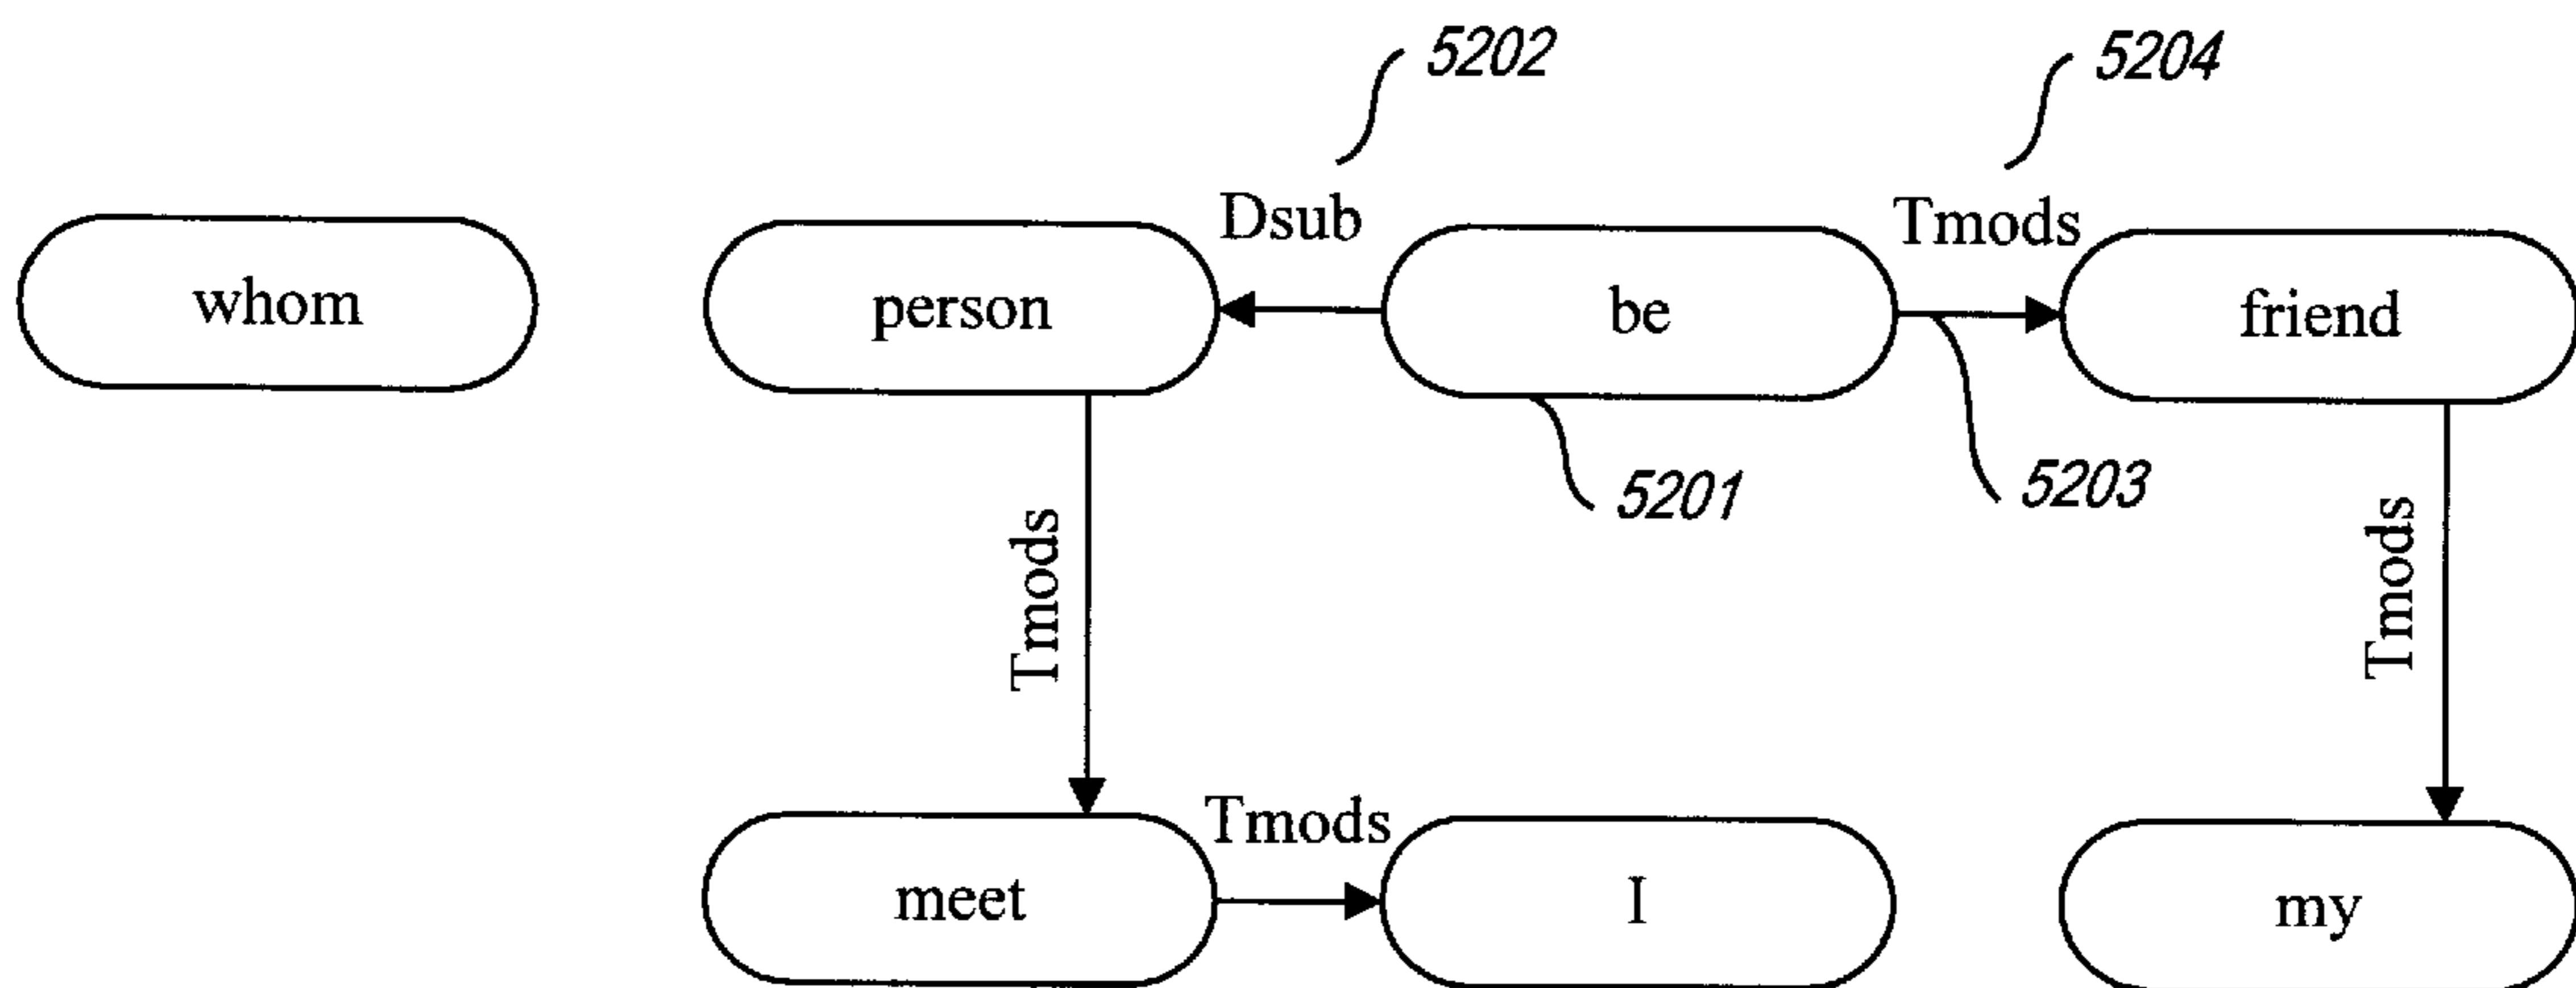 5202 5204
Dsub Tmods
whom person be friend
5201 5203
Tmods Tmods
Tmods
meet I my